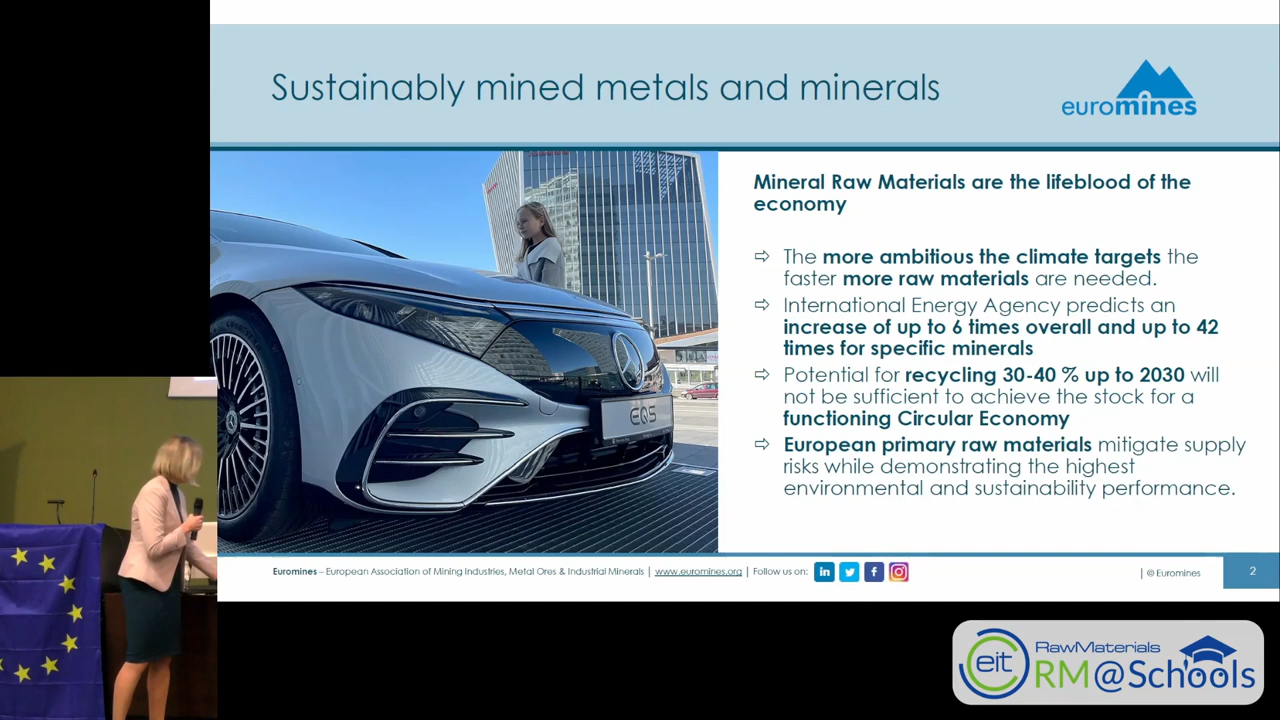 Sustainably mined metals and minerals
euromines
Mineral Raw Materials are the lifeblood of the
economy
⇨ The more ambitious the climate targets the
faster more raw materials are needed.
⇨ International Energy Agency predicts an
increase of up to 6 times overall and up to 42
times for specific minerals
⇨ Potential for recycling 30-40 % up to 2030 will
not be sufficient to achieve the stock for a
functioning Circular Economy
⇨ European primary raw materials mitigate supply
risks while demonstrating the highest
environmental and sustainability performance.
EQS
Euromines – European Association of Mining Industries, Metal Ores & Industrial Minerals | www.euromines.org | Follow us on:
| © Euromines
2
eit
RawMaterials
RM@Schools